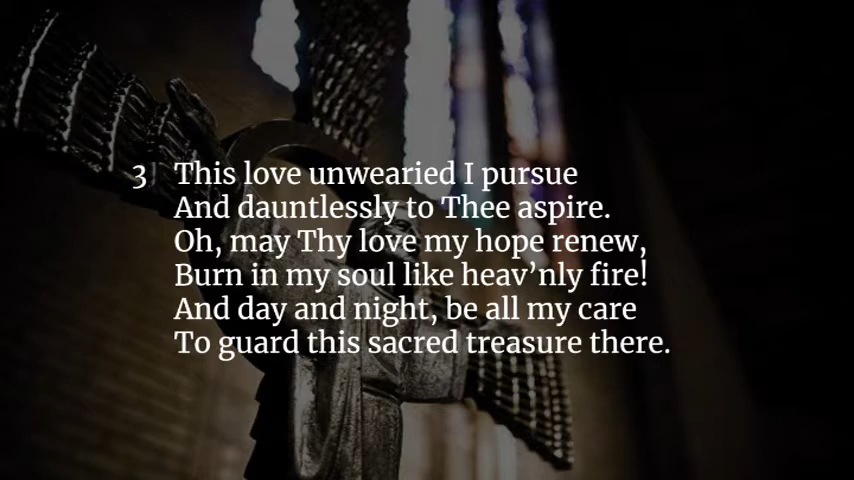 3 This love unwearied I pursue
And dauntlessly to Thee aspire.
Oh, may Thy love my hope renew,
Burn in my soul like heav’nly fire!
And day and night, be all my care
To guard this sacred treasure there.